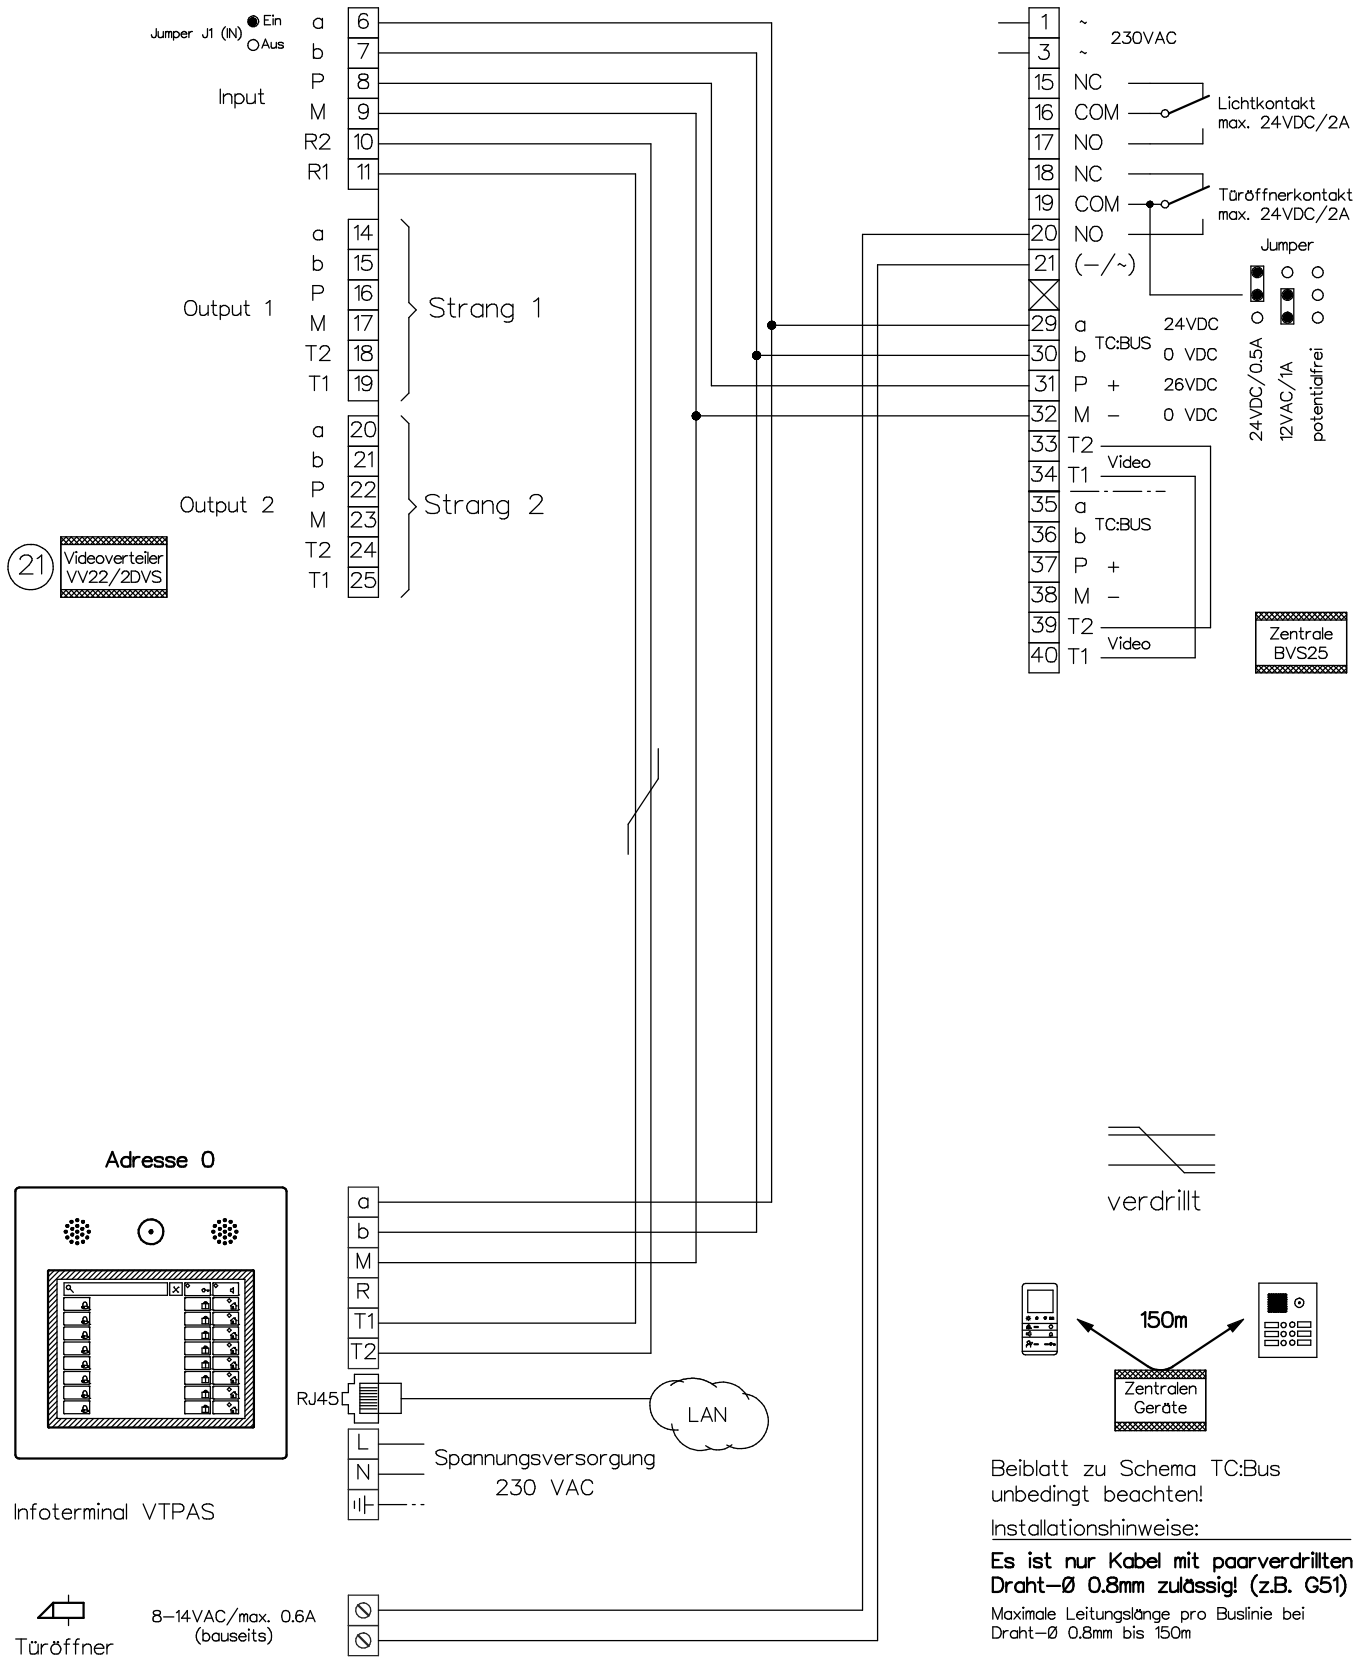 Jumper J1 (IN)
Ein
Aus
Input
a 6
b 7
P 8
M 9
R2 10
R1 11
Output 1
a 14
b 15
P 16
M 17
T2 18
T1 19
Strang 1
Output 2
a 20
b 21
P 22
M 23
T2 24
T1 25
Strang 2
21
Videoverteiler
VV22/2DVS
1 ~
3 ~
230VAC
15 NC
16 COM
17 NO
Lichtkontakt
max. 24VDC/2A
18 NC
19 COM
20 NO
Türöffnerkontakt
max. 24VDC/2A
21 (-/~)
Jumper
24VDC/0.5A
12VAC/1A
potentialfrei
29 a 24VDC
TC:BUS
30 b 0 VDC
31 P + 26VDC
32 M - 0 VDC
33 T2
Video
34 T1
35 a
TC:BUS
36 b
37 P +
38 M -
39 T2
Video
40 T1
Zentrale
BVS25
Adresse 0
a
b
M
R
T1
T2
RJ45
LAN
L
N
Spannungsversorgung
230 VAC
Infoterminal VTPAS
Türöffner
8-14VAC/max. 0.6A
(bauseits)
verdrillt
150m
Zentralen
Geräte
Beiblatt zu Schema TC:Bus
unbedingt beachten!
Installationshinweise:
Es ist nur Kabel mit paarverdrillten
Draht-Ø 0.8mm zulässig! (z.B. G51)
Maximale Leitungslänge pro Buslinie bei
Draht-Ø 0.8mm bis 150m